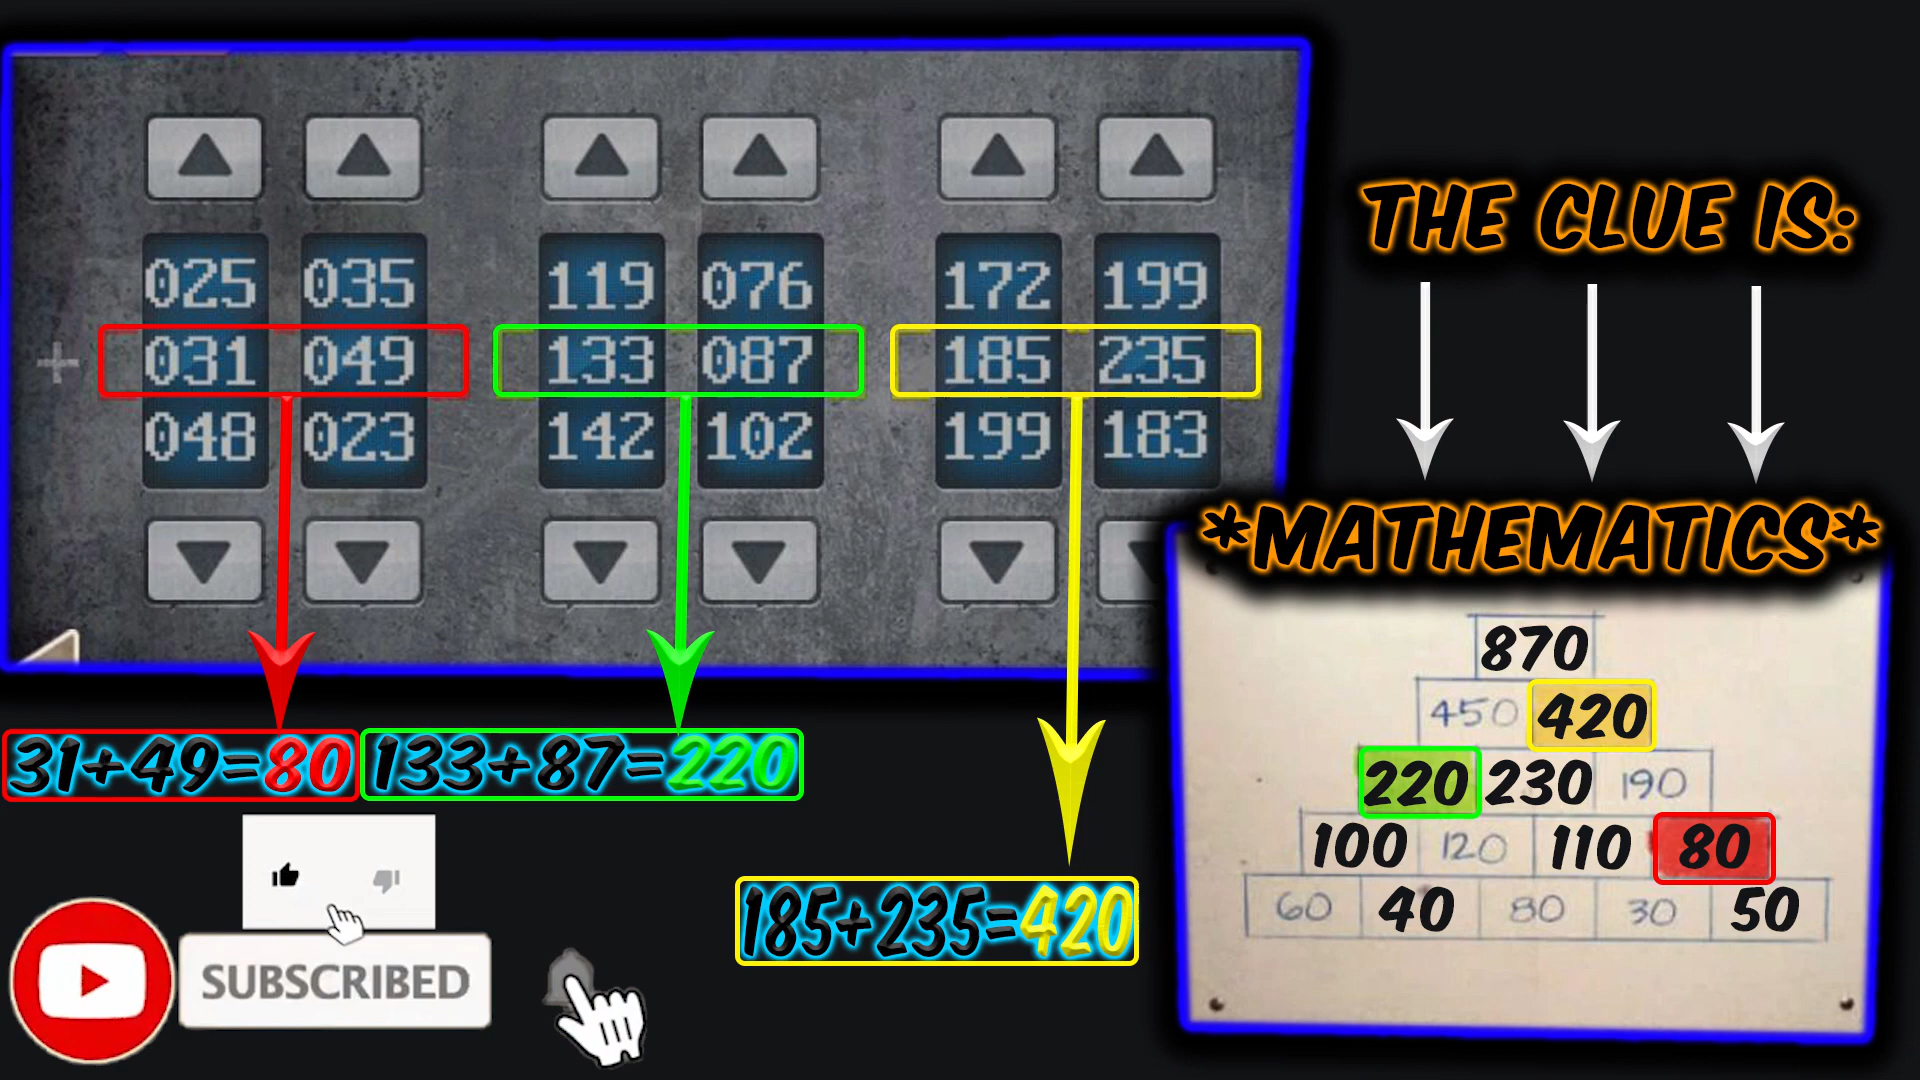 025 035 119 076 172 199
031 049 133 087 185 235
048 023 142 102 199 183
THE CLUE IS:
*MATHEMATICS*
31+49=80 133+87=220
185+235=420
870
450 420
220 230 190
100 120 110 80
60 40 80 30 50
SUBSCRIBED